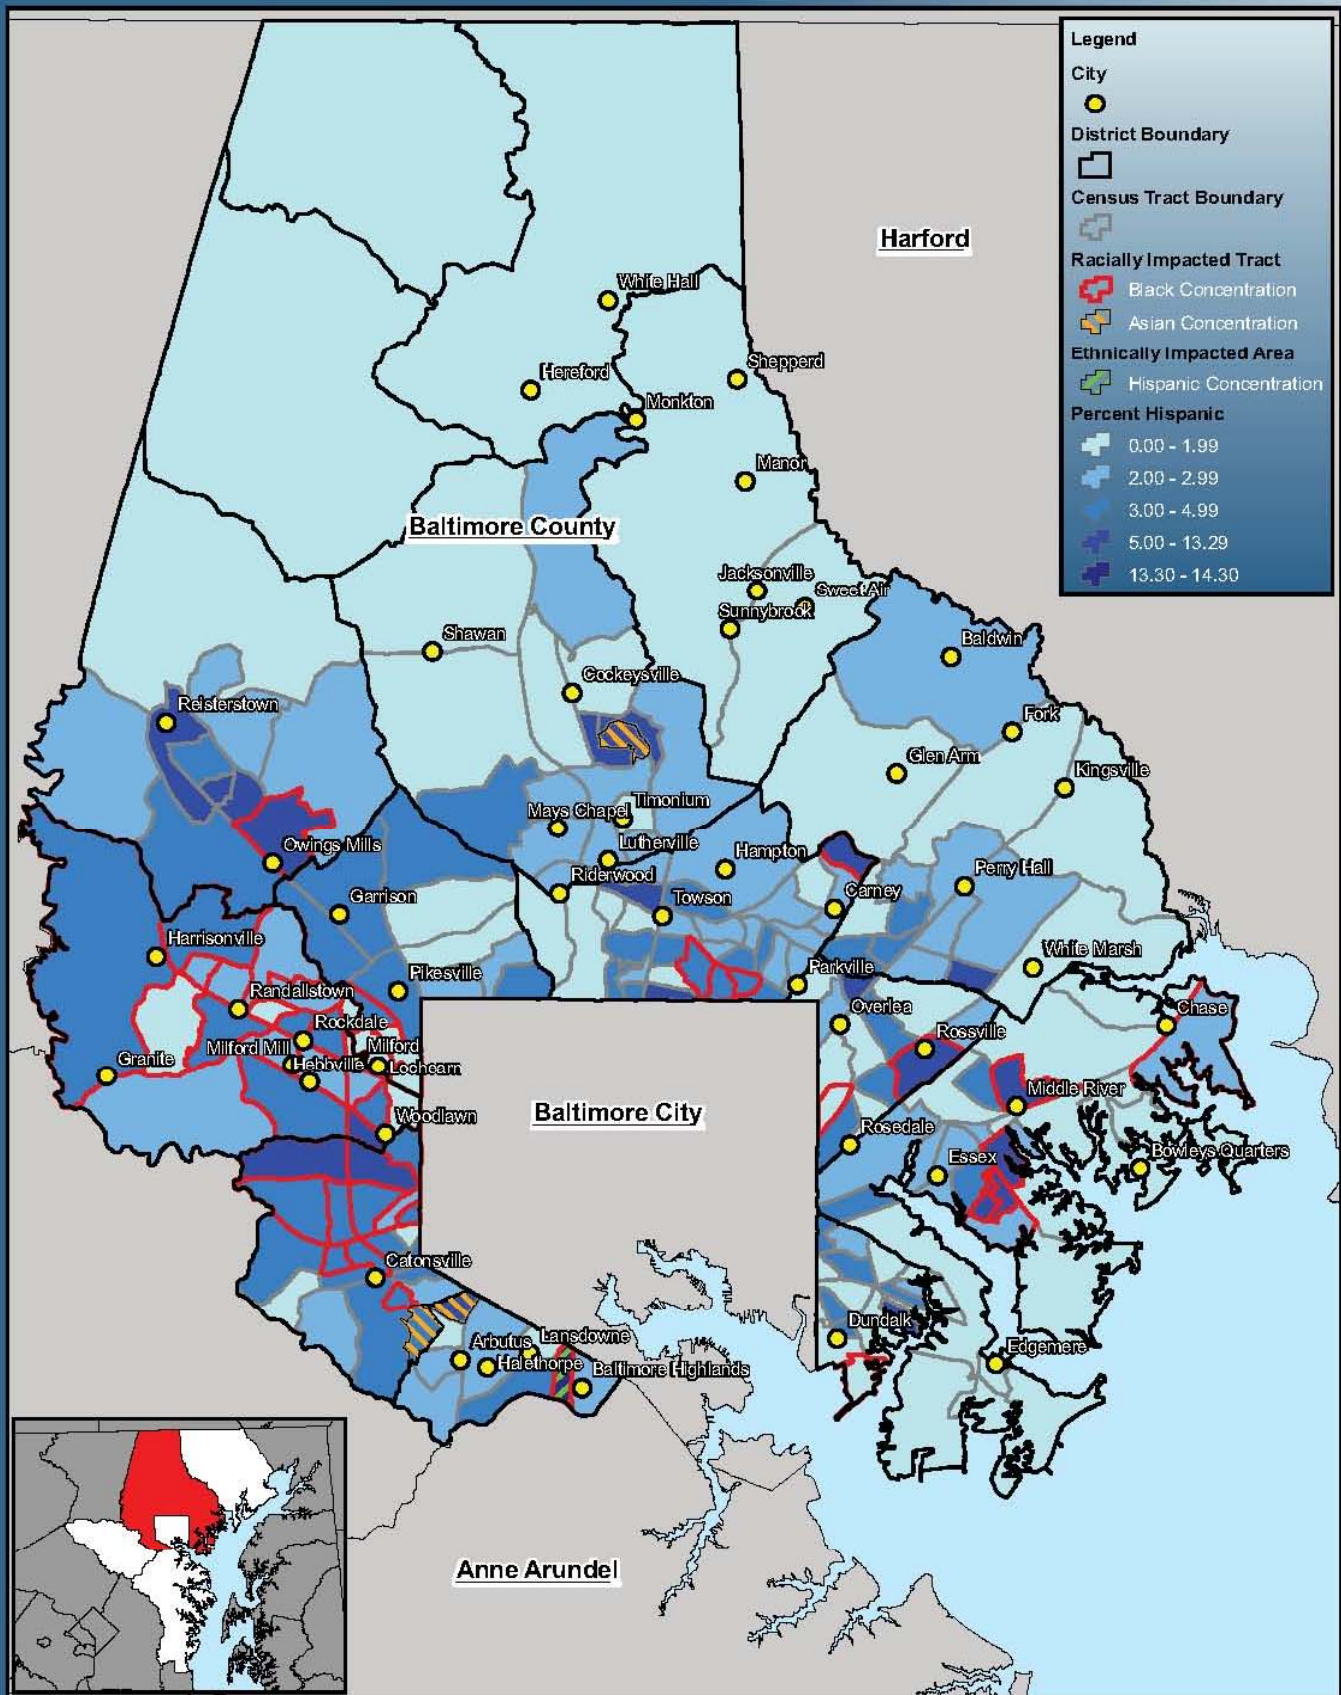 Legend
City
District Boundary
Census Tract Boundary
Racially Impacted Tract
Black Concentration
Asian Concentration
Ethnically Impacted Area
Hispanic Concentration
Percent Hispanic
0.00 - 1.99
2.00 - 2.99
3.00 - 4.99
5.00 - 13.29
13.30 - 14.30
Harford
White Hall
Shepperd
Hereford
Monkton
Manor
Baltimore County
Jacksonville
Sweet Air
Sunnybrook
Shawan
Baldwin
Cockeysville
Reisterstown
Fork
Glen Arm
Kingsville
Mays Chapel
Timonium
Lutherville
Owings Mills
Hampton
Riderwood
Perry Hall
Garrison
Towson
Carney
Harrisonville
White Marsh
Pikesville
Parkville
Randallstown
Overlea
Chase
Rockdale
Rossville
Milford Mill
Milford
Granite
Hebbville
Lochearn
Middle River
Woodlawn
Baltimore City
Rosedale
Essex
Bowleys Quarters
Catonsville
Dundalk
Arbutus
Lansdowne
Edgemere
Halethorpe
Baltimore Highlands
Anne Arundel